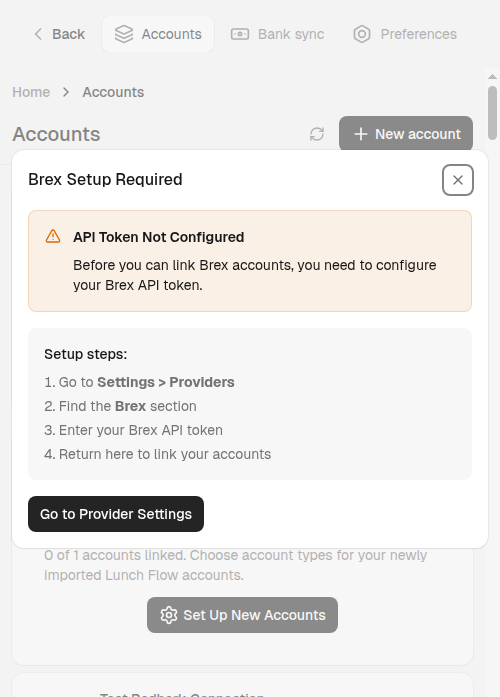 Back
Accounts
Bank sync
Preferences
Home > Accounts
Accounts
New account
Brex Setup Required
API Token Not Configured
Before you can link Brex accounts, you need to configure
your Brex API token.
Setup steps:
1. Go to Settings > Providers
2. Find the Brex section
3. Enter your Brex API token
4. Return here to link your accounts
Go to Provider Settings
0 of 1 accounts linked. Choose account types for your newly
imported Lunch Flow accounts.
Set Up New Accounts